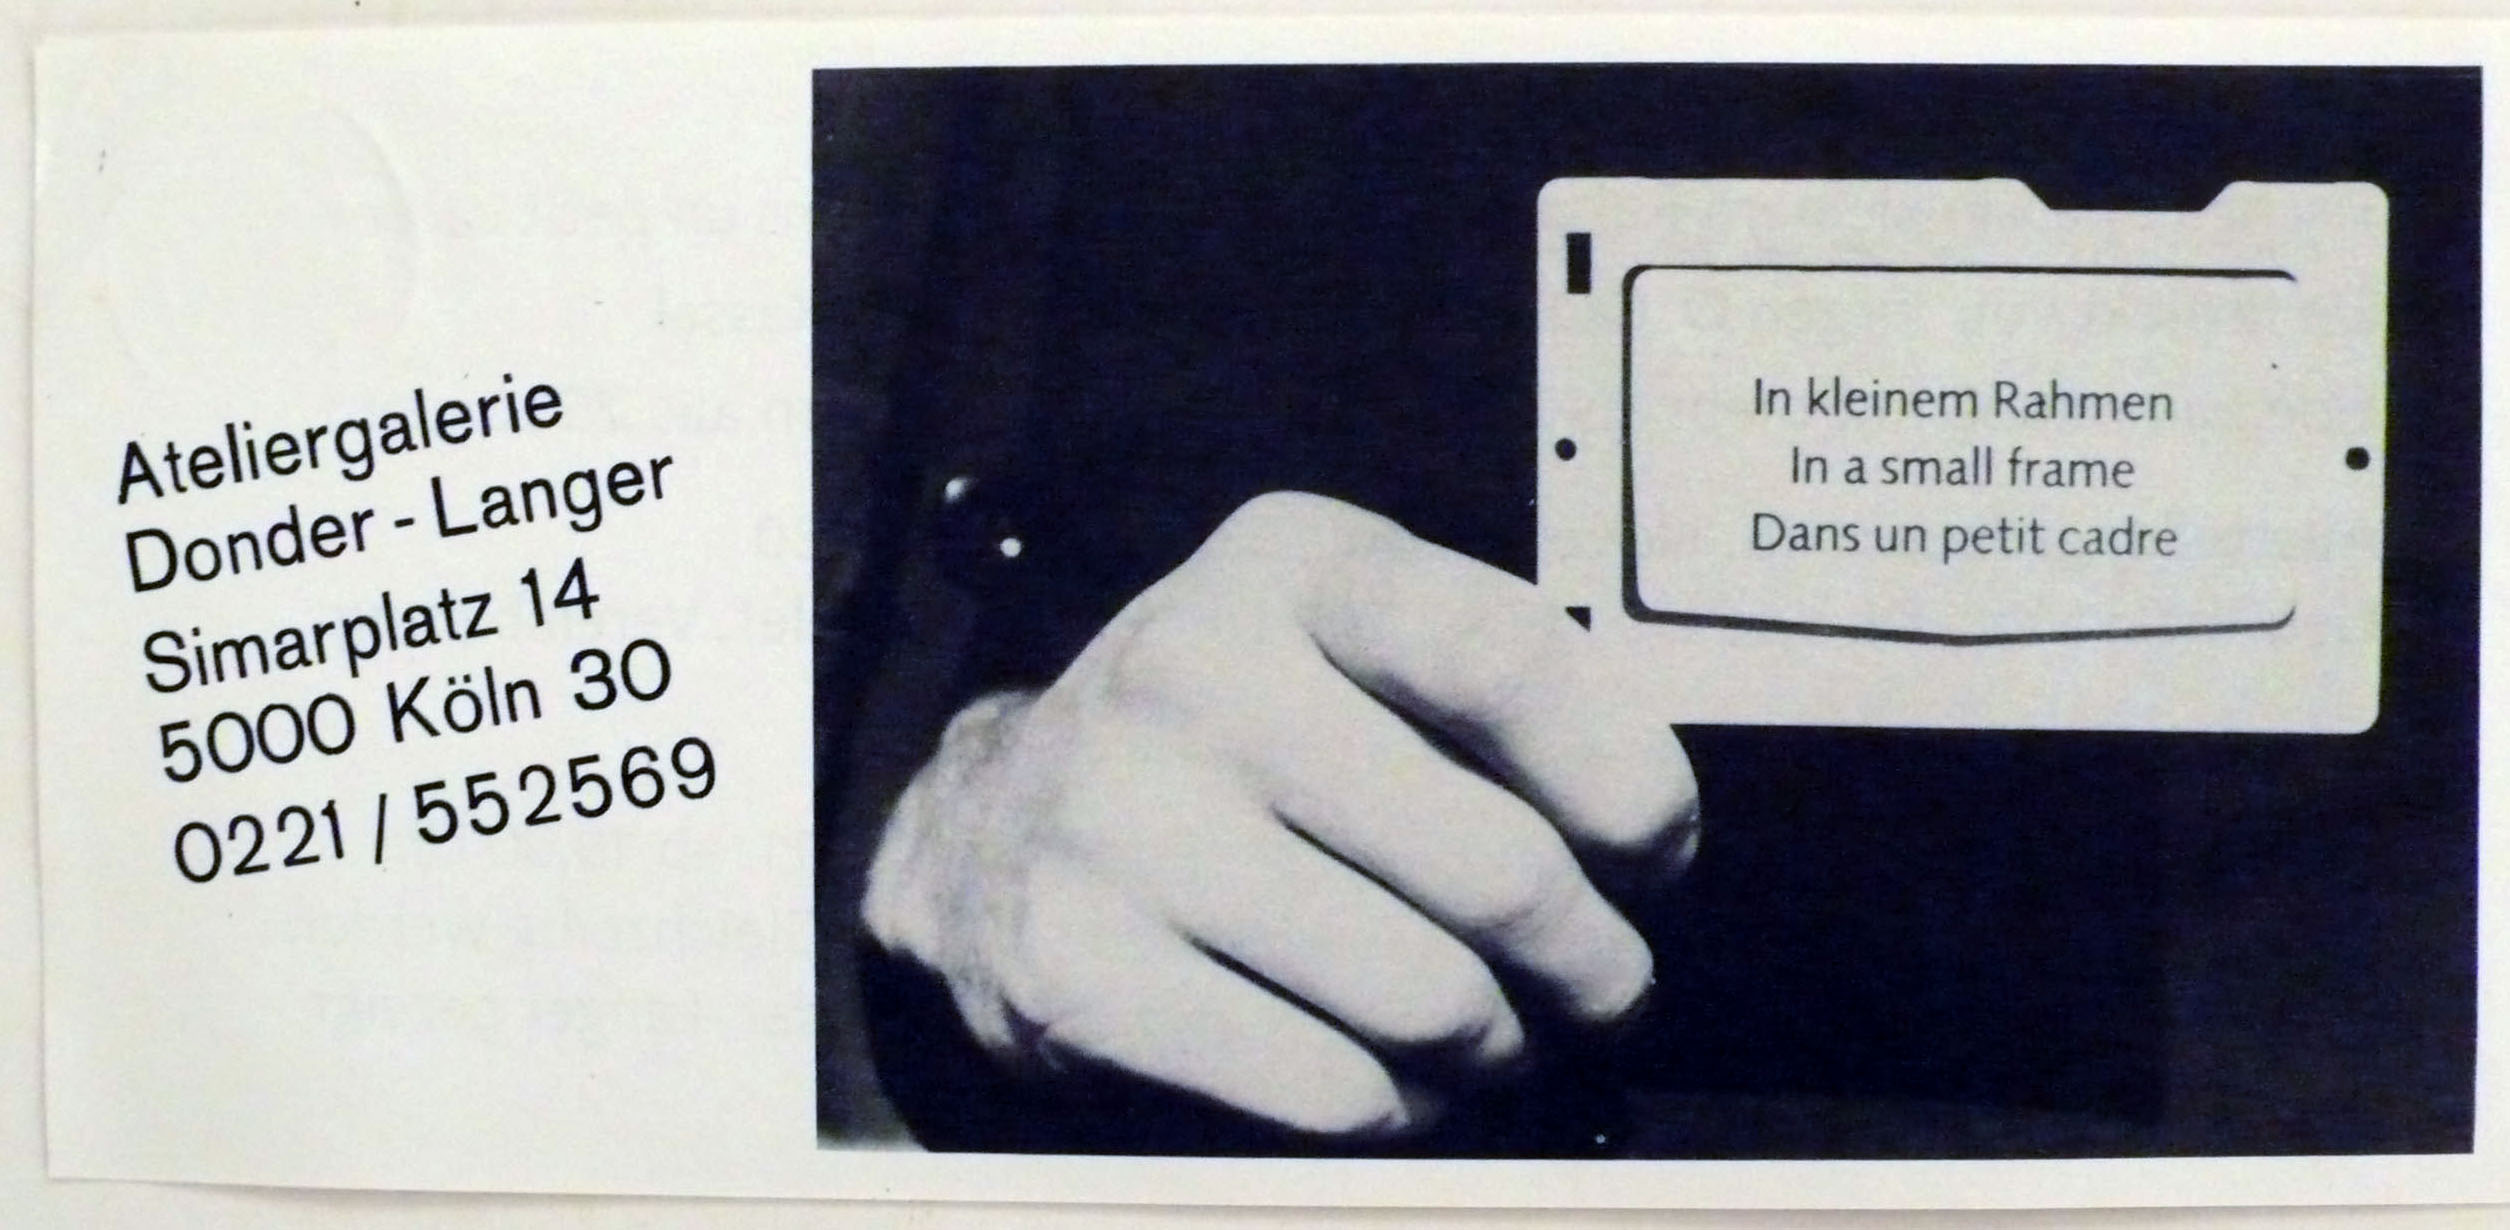 Ateliergalerie
Donder - Langer
Simarplatz 14
5000 Köln 30
0221 / 552569
In kleinem Rahmen
In a small frame
Dans un petit cadre